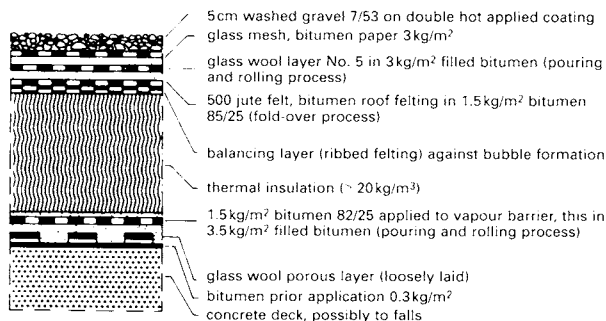 5cm washed gravel 7/53 on double hot applied coating
glass mesh, bitumen paper 3kg/m²
glass wool layer No. 5 in 3kg/m² filled bitumen (pouring
and rolling process)
500 jute felt, bitumen roof felting in 1.5kg/m² bitumen
85/25 (fold-over process)
balancing layer (ribbed felting) against bubble formation
thermal insulation (~ 20kg/m³)
1.5kg/m² bitumen 82/25 applied to vapour barrier, this in
3.5kg/m² filled bitumen (pouring and rolling process)
glass wool porous layer (loosely laid)
bitumen prior application 0.3kg/m²
concrete deck, possibly to falls